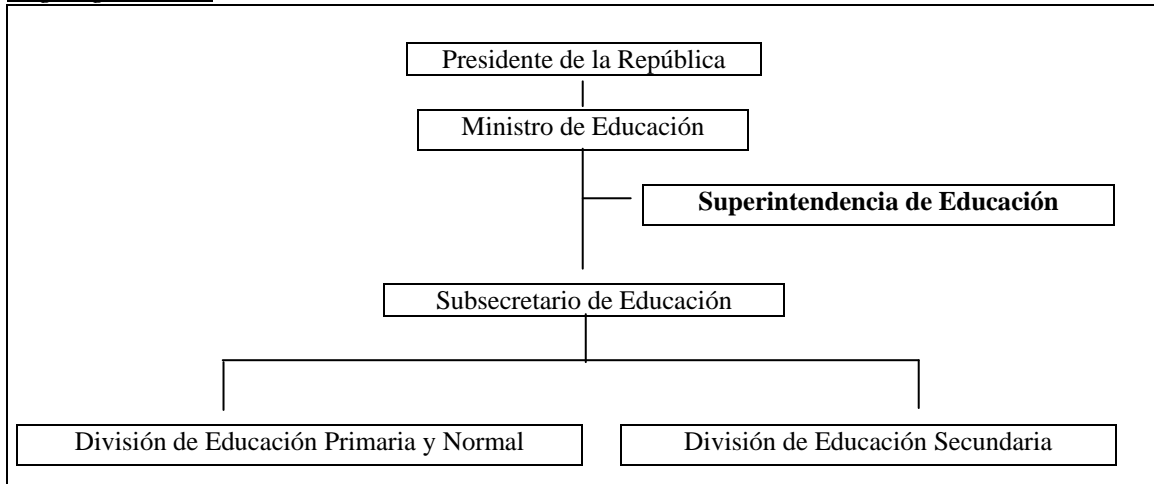 Presidente de la República
Ministro de Educación
Superintendencia de Educación
Subsecretario de Educación
División de Educación Primaria y Normal
División de Educación Secundaria